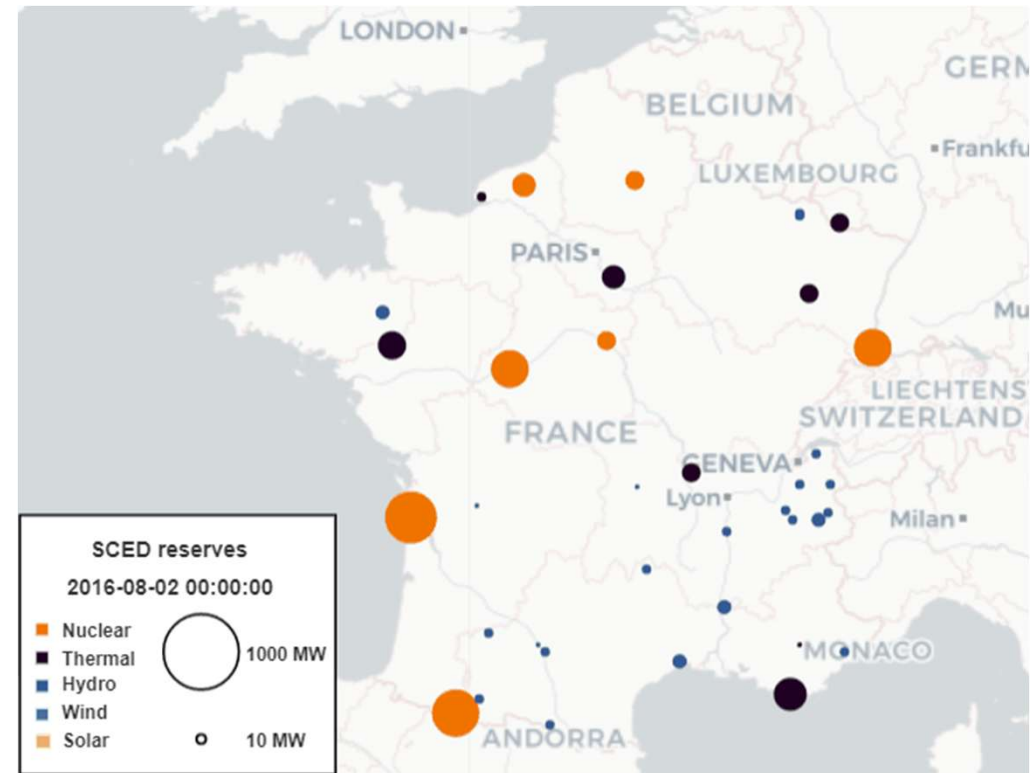 LONDON
GERM
BELGIUM
Frankfu
LUXEMBOURG
PARIS
Mu
LIECHTENS
SWITZERLAND
FRANCE
GENEVA
Lyon
Milan
SCED reserves
2016-08-02 00:00:00
Nuclear
Thermal
1000 MW
Hydro
Wind
Solar
10 MW
MONACO
ANDORRA